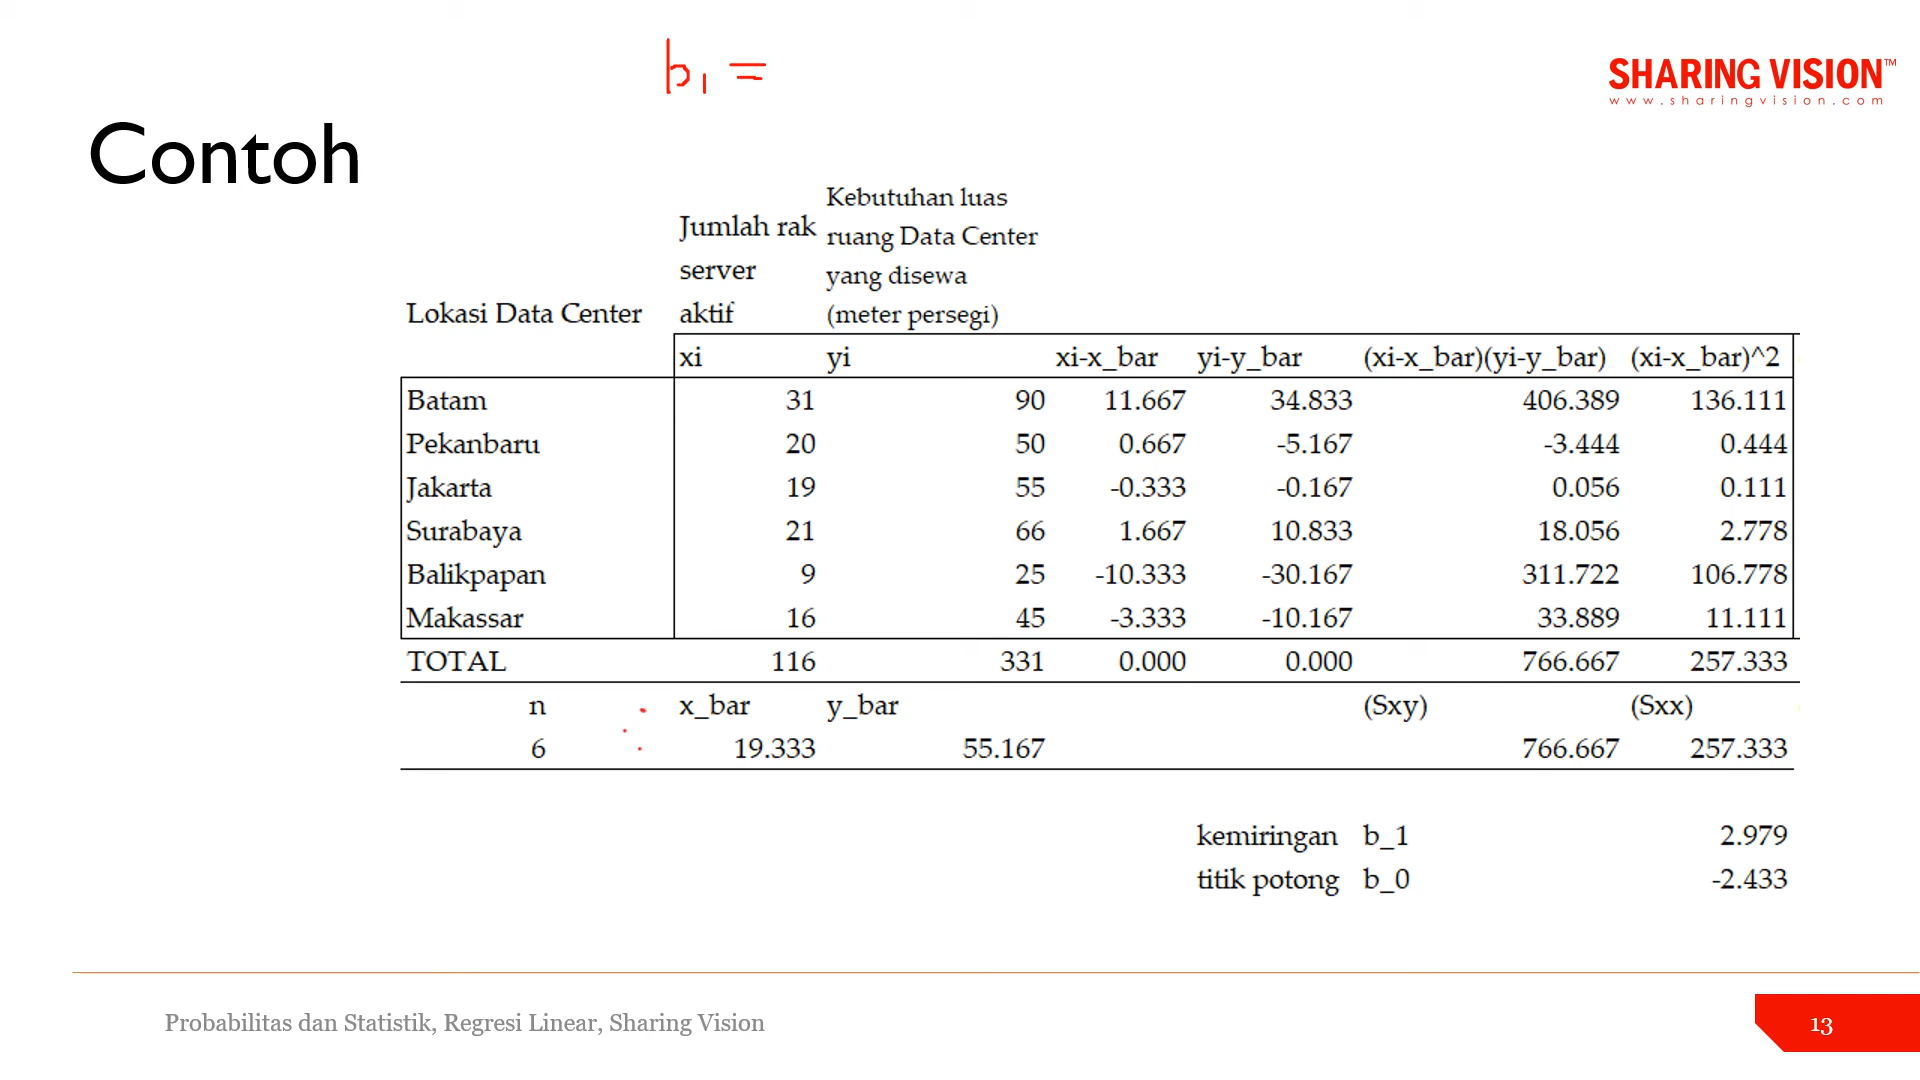 b₁ =
SHARING VISION™
www.sharingvision.com
Contoh
Lokasi Data Center Jumlah rak server aktif Kebutuhan luas ruang Data Center yang disewa (meter persegi)
xi yi xi-x_bar yi-y_bar (xi-x_bar)(yi-y_bar) (xi-x_bar)^2
Batam 31 90 11.667 34.833 406.389 136.111
Pekanbaru 20 50 0.667 -5.167 -3.444 0.444
Jakarta 19 55 -0.333 -0.167 0.056 0.111
Surabaya 21 66 1.667 10.833 18.056 2.778
Balikpapan 9 25 -10.333 -30.167 311.722 106.778
Makassar 16 45 -3.333 -10.167 33.889 11.111
TOTAL 116 331 0.000 0.000 766.667 257.333
n x_bar y_bar (Sxy) (Sxx)
6 19.333 55.167 766.667 257.333
kemiringan b_1 2.979
titik potong b_0 -2.433
Probabilitas dan Statistik, Regresi Linear, Sharing Vision
13